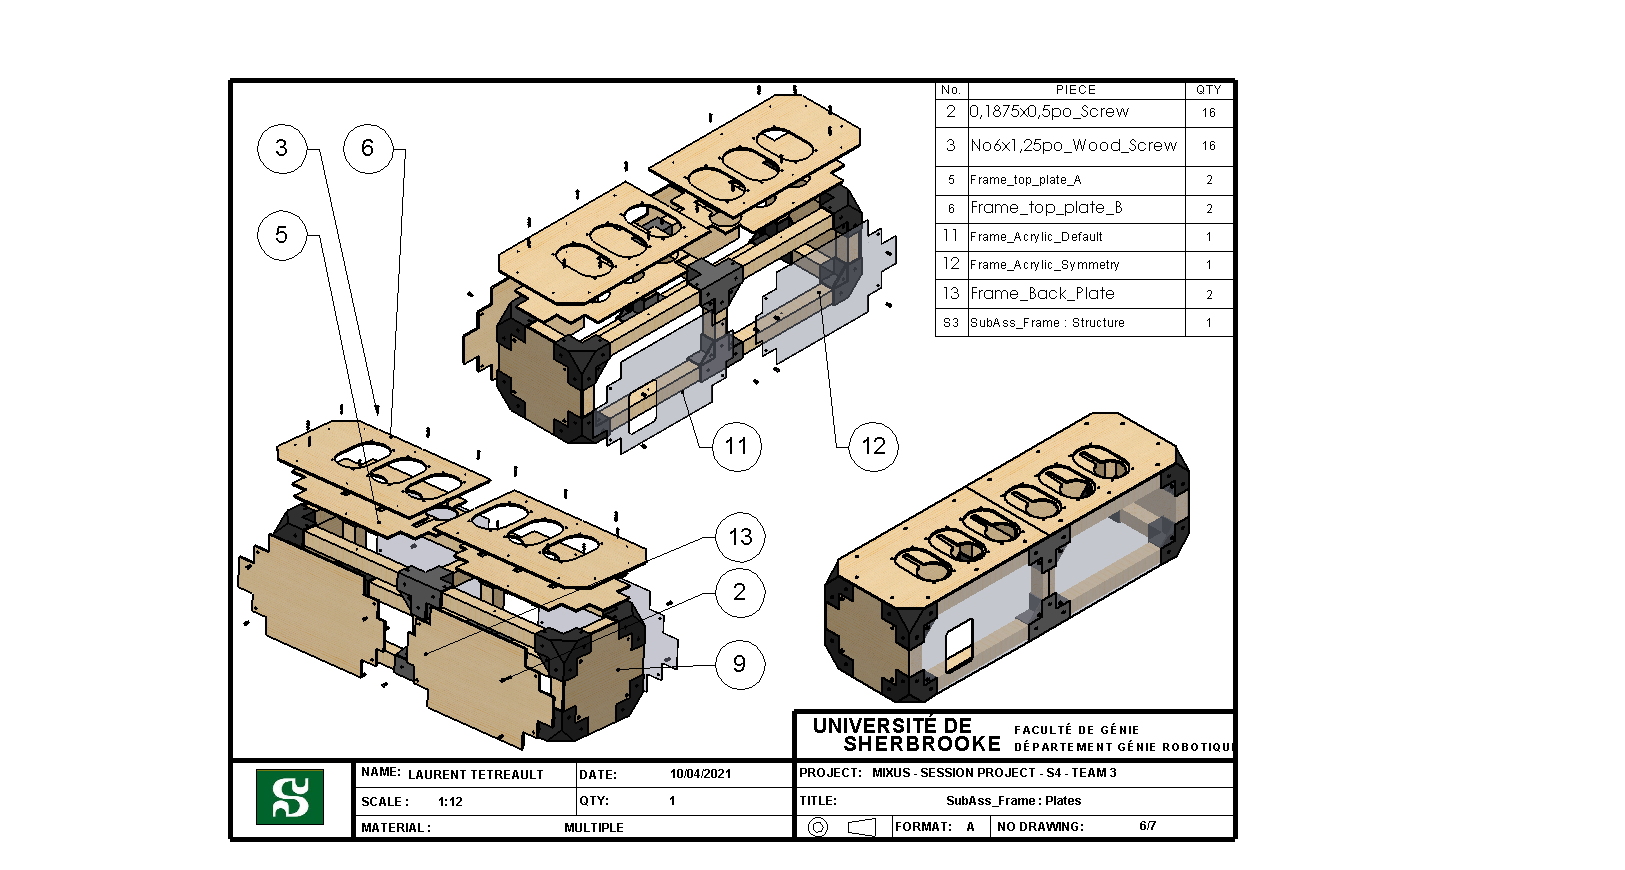 No. PIECE QTY
2 0,1875x0,5po_Screw 16
3 No6x1,25po_Wood_Screw 16
5 Frame_top_plate_A 2
6 Frame_top_plate_B 2
11 Frame_Acrylic_Default 1
12 Frame_Acrylic_Symmetry 1
13 Frame_Back_Plate 2
S3 SubAss_Frame : Structure 1
3
6
5
11
12
13
2
9
UNIVERSITÉ DE
SHERBROOKE
FACULTÉ DE GÉNIE
DÉPARTEMENT GÉNIE ROBOTIQU
NAME: LAURENT TETREAULT
DATE: 10/04/2021
PROJECT: MIXUS - SESSION PROJECT - S4 - TEAM 3
SCALE : 1:12
QTY: 1
TITLE: SubAss_Frame : Plates
MATERIAL : MULTIPLE
FORMAT: A
NO DRAWING: 6/7